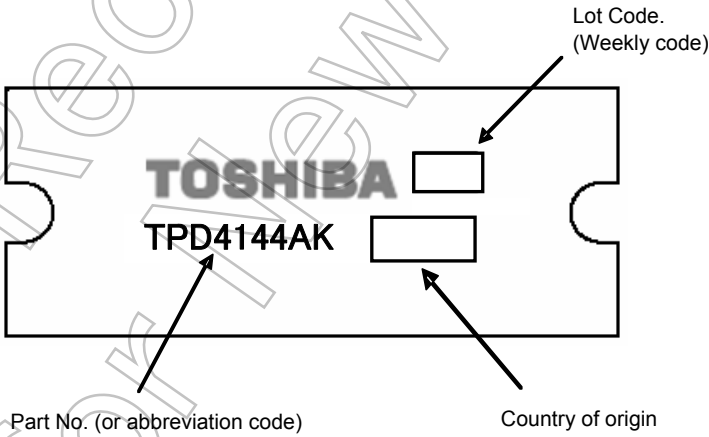 Lot Code.
(Weekly code)
TOSHIBA
TPD4144AK
Part No. (or abbreviation code)
Country of origin